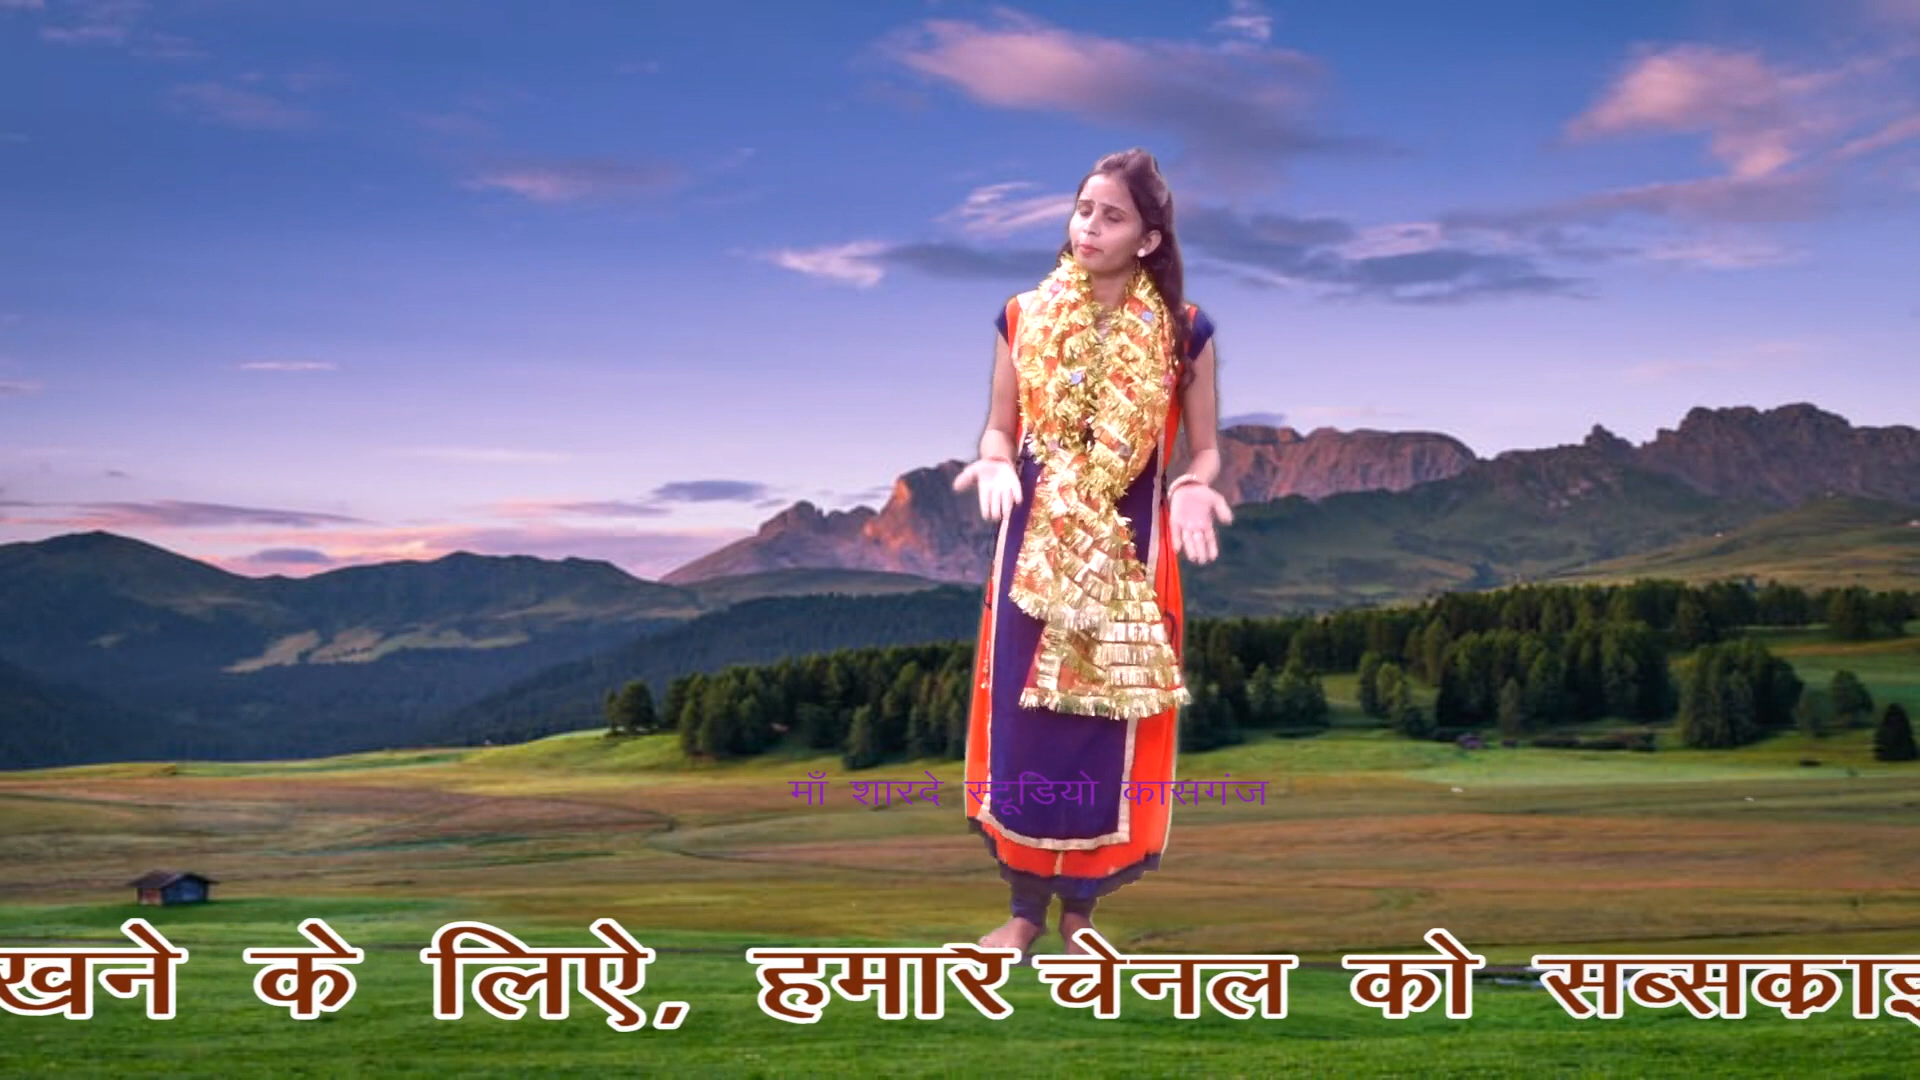 माँ शारदे स्टूडियो कासगंज
खने के लिऐ, हमारे चेनल को सब्सक्राइ